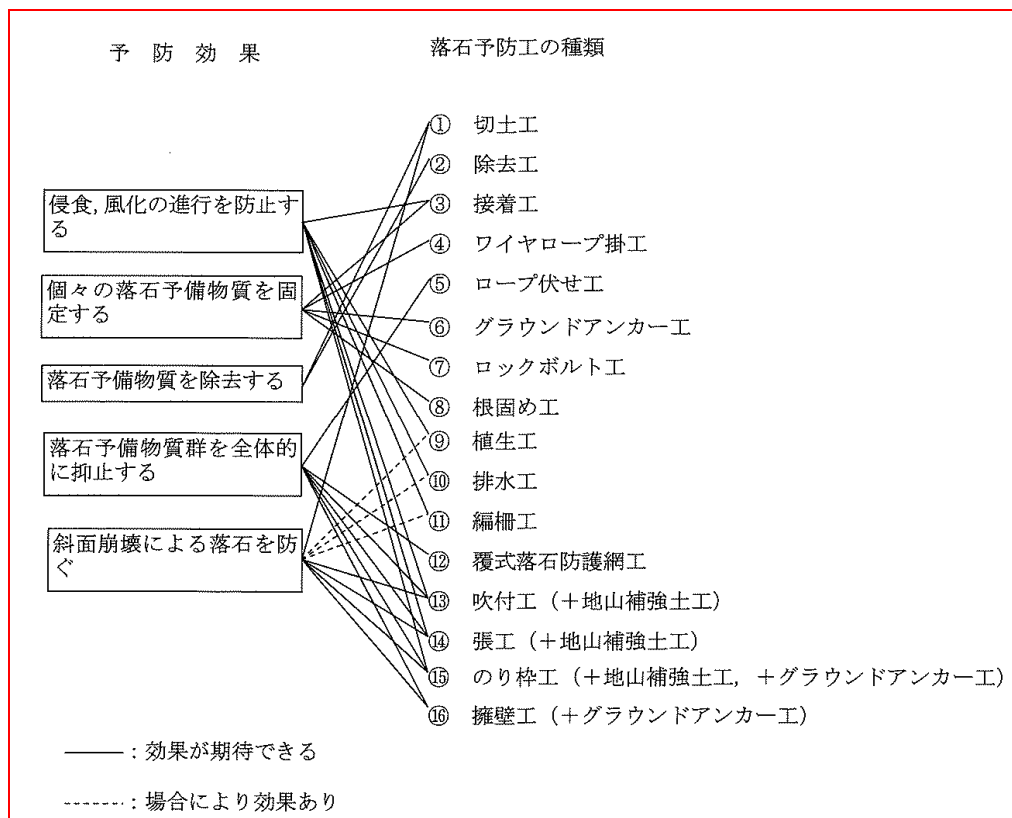 予防効果
落石予防工の種類
侵食,風化の進行を防止す
る
個々の落石予備物質を固
定する
落石予備物質を除去する
落石予備物質群を全体的
に抑止する
斜面崩壊による落石を防
ぐ
① 切土工
② 除去工
③ 接着工
④ ワイヤロープ掛工
⑤ ロープ伏せ工
⑥ グラウンドアンカー工
⑦ ロックボルト工
⑧ 根固め工
⑨ 植生工
⑩ 排水工
⑪ 編柵工
⑫ 覆式落石防護網工
⑬ 吹付工(+地山補強土工)
⑭ 張工(+地山補強土工)
⑮ のり枠工(+地山補強土工, +グラウンドアンカー工)
⑯ 擁壁工(+グラウンドアンカー工)
:効果が期待できる
:場合により効果あり